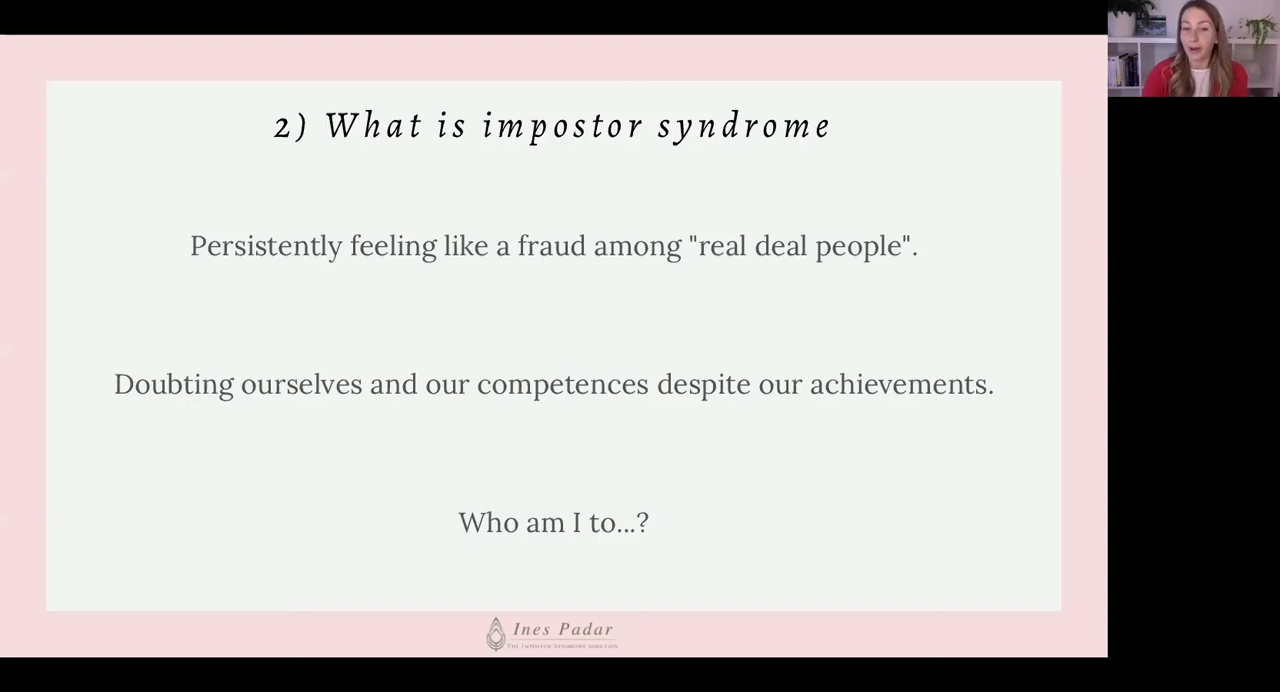 2) What is impostor syndrome
Persistently feeling like a fraud among "real deal people".
Doubting ourselves and our competences despite our achievements.
Who am I to...?
Ines Padar